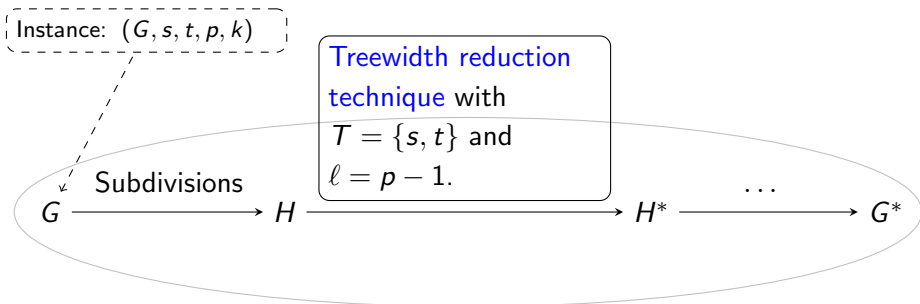 Instance: (G, s, t, p, k)
Treewidth reduction
technique with
T = {s, t} and
ℓ = p − 1.
Subdivisions
...
G
H
H*
G*